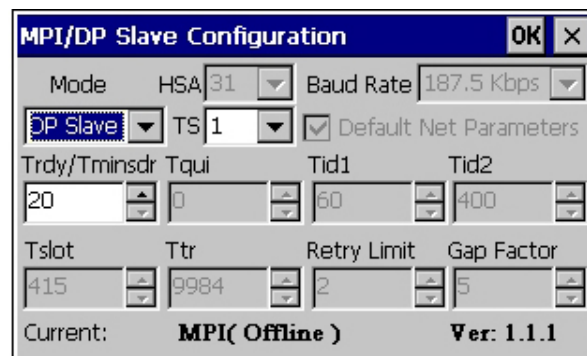 MPI/DP Slave Configuration OK ×
Mode HSA 31 Baud Rate 187.5 Kbps
DP Slave TS 1 Default Net Parameters
Trdy/Tminsdr Tqui Tid1 Tid2
20 0 60 400
Tslot Ttr Retry Limit Gap Factor
415 9984 2 5
Current: MPI( Offline ) Ver: 1.1.1